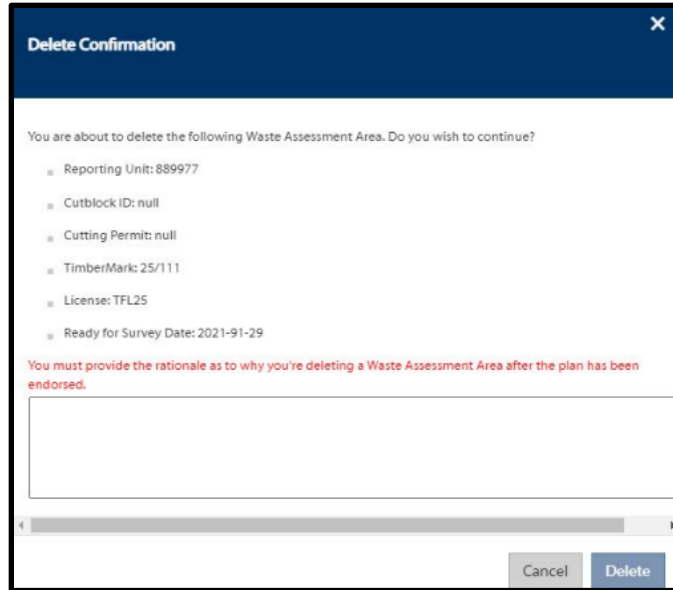 Delete Confirmation
You are about to delete the following Waste Assessment Area. Do you wish to continue?
Reporting Unit: 889977
Cutblock ID: null
Cutting Permit: null
TimberMark: 25/111
License: TFL25
Ready for Survey Date: 2021-91-29
You must provide the rationale as to why you're deleting a Waste Assessment Area after the plan has been
endorsed.
Cancel Delete